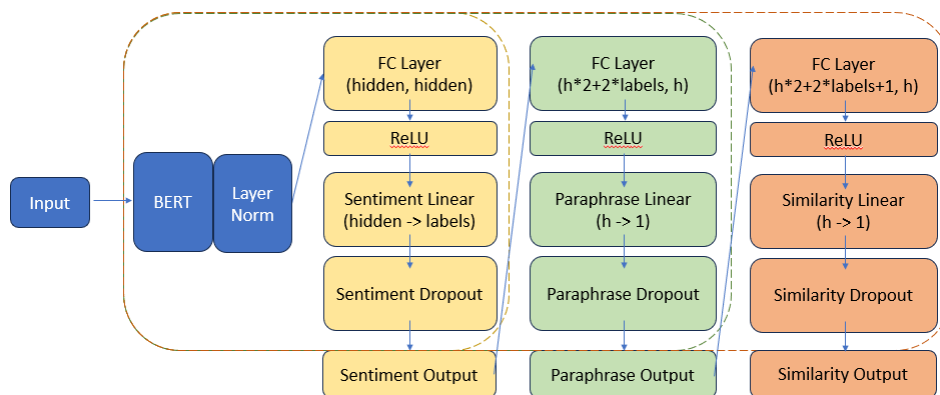 Input
BERT
Layer
Norm
FC Layer
(hidden, hidden)
ReLU
Sentiment Linear
(hidden -> labels)
Sentiment Dropout
Sentiment Output
FC Layer
(h*2+2*labels, h)
ReLU
Paraphrase Linear
(h -> 1)
Paraphrase Dropout
Paraphrase Output
FC Layer
(h*2+2*labels+1, h)
ReLU
Similarity Linear
(h -> 1)
Similarity Dropout
Similarity Output